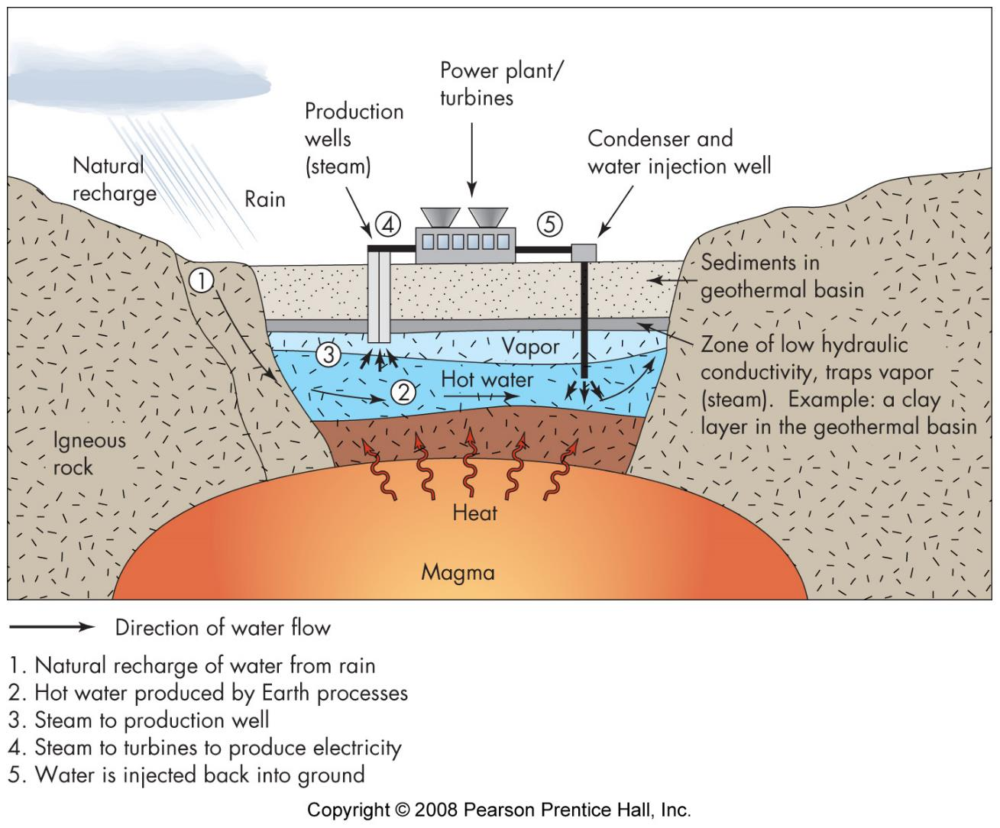 Power plant/
turbines
Production
wells
(steam)
Condenser and
water injection well
Natural
recharge
Rain
4
5
1
Sediments in
geothermal basin
Vapor
3
Zone of low hydraulic
conductivity, traps vapor
(steam). Example: a clay
layer in the geothermal basin
Hot water
2
Igneous
rock
Heat
Magma
Direction of water flow
1. Natural recharge of water from rain
2. Hot water produced by Earth processes
3. Steam to production well
4. Steam to turbines to produce electricity
5. Water is injected back into ground
Copyright © 2008 Pearson Prentice Hall, Inc.